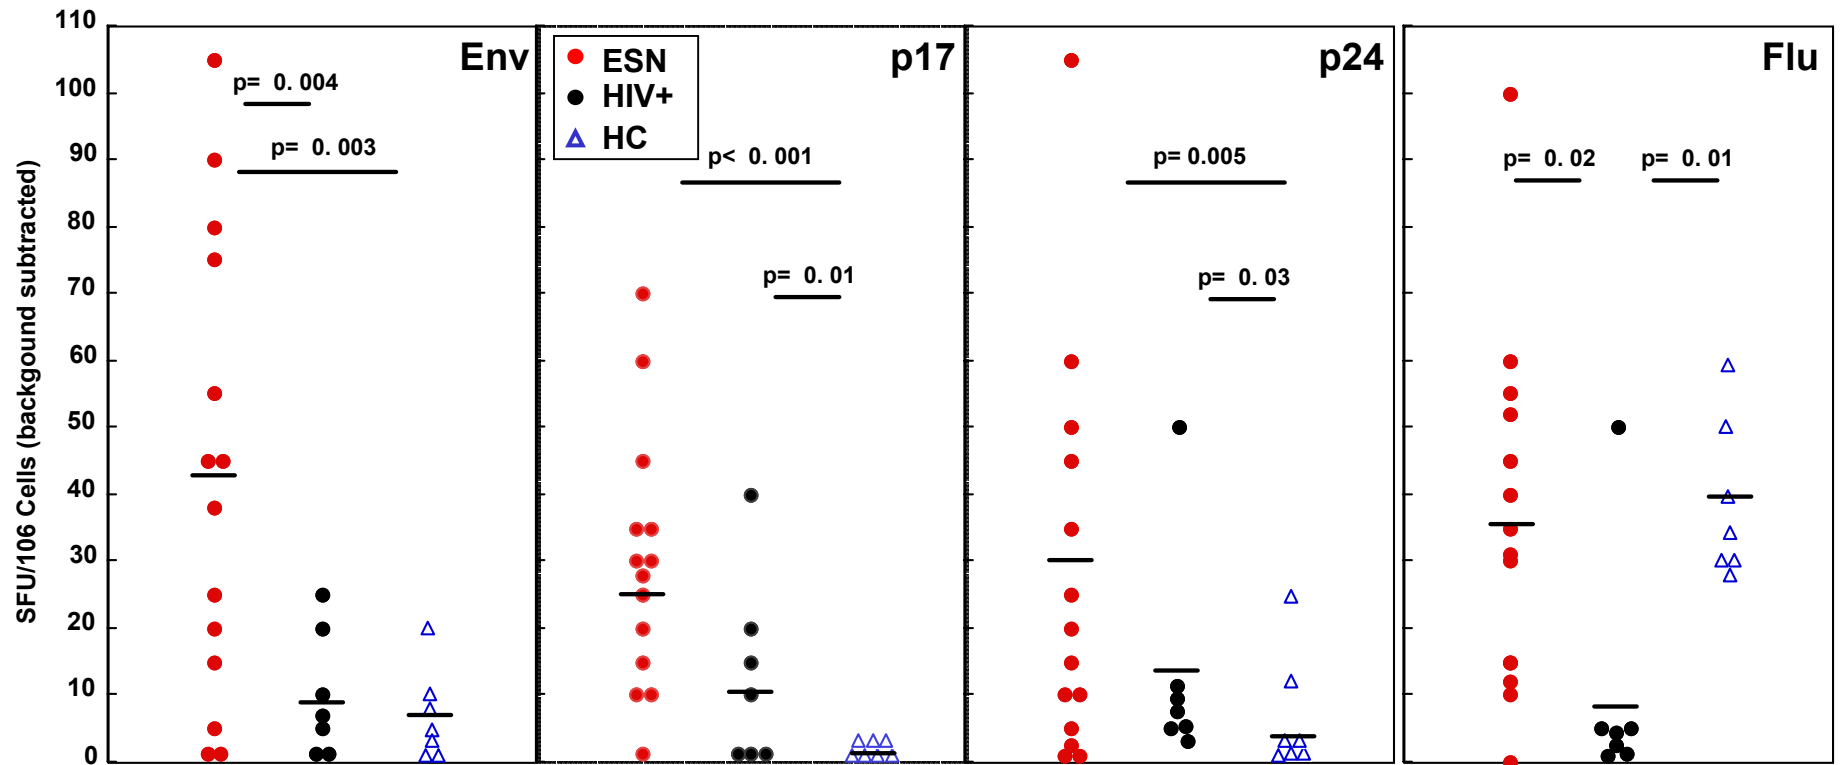 SFU/106 Cells (backgound subtracted)
110
100
90
80
70
60
50
40
30
20
10
0
Env
p= 0. 004
p= 0. 003
p17
ESN
HIV+
HC
p< 0. 001
p= 0. 01
p24
p= 0.005
p= 0. 03
Flu
p= 0. 02
p= 0. 01